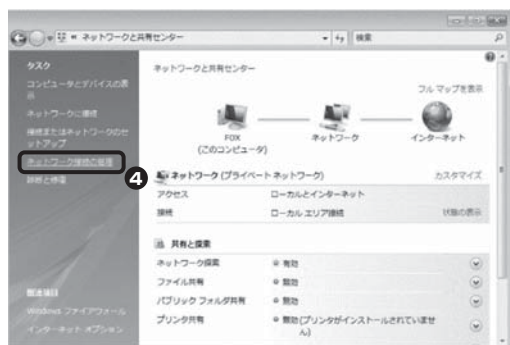 ネットワークと共有センター
検索
タスク
コンピュータとデバイスの表示
ネットワークに接続
接続またはネットワークのセットアップ
ネットワーク接続の管理
診断と修復
関連項目
Windows ファイアウォール
インターネット オプション
ネットワークと共有センター
フル マップを表示
FOX
(このコンピュータ)
ネットワーク
インターネット
4
ネットワーク (プライベート ネットワーク)
カスタマイズ
アクセス
ローカルとインターネット
接続
ローカル エリア接続
状態の表示
共有と探索
ネットワーク探索
有効
ファイル共有
無効
パブリック フォルダ共有
無効
プリンタ共有
無効 (プリンタがインストールされていません)